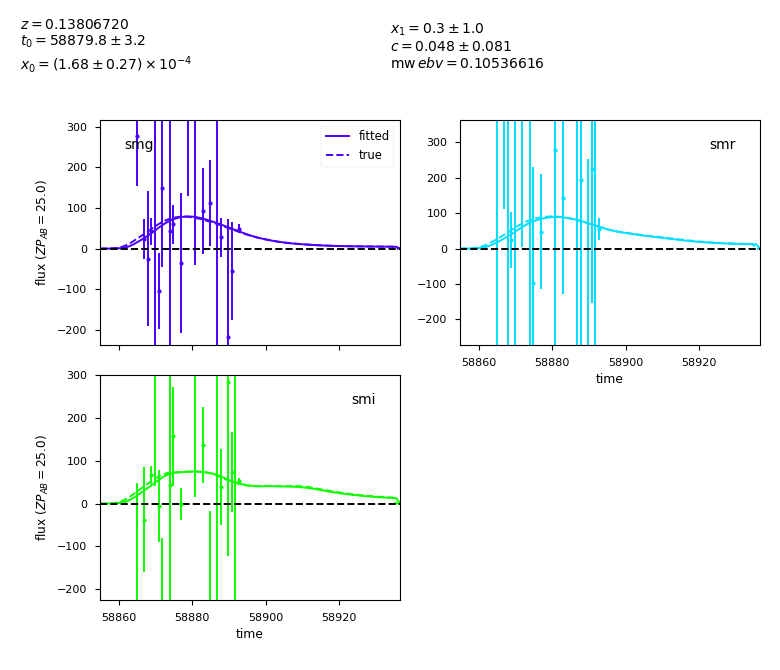 z = 0.13806720
t₀ = 58879.8 ± 3.2
x₀ = (1.68 ± 0.27) × 10⁻⁴
x₁ = 0.3 ± 1.0
c = 0.048 ± 0.081
mw ebv = 0.10536616
smg
fitted
true
300
200
100
0
−100
−200
flux (ZP_AB = 25.0)
smr
300
200
100
0
−100
−200
58860 58880 58900 58920
time
smi
300
200
100
0
−100
−200
flux (ZP_AB = 25.0)
58860 58880 58900 58920
time